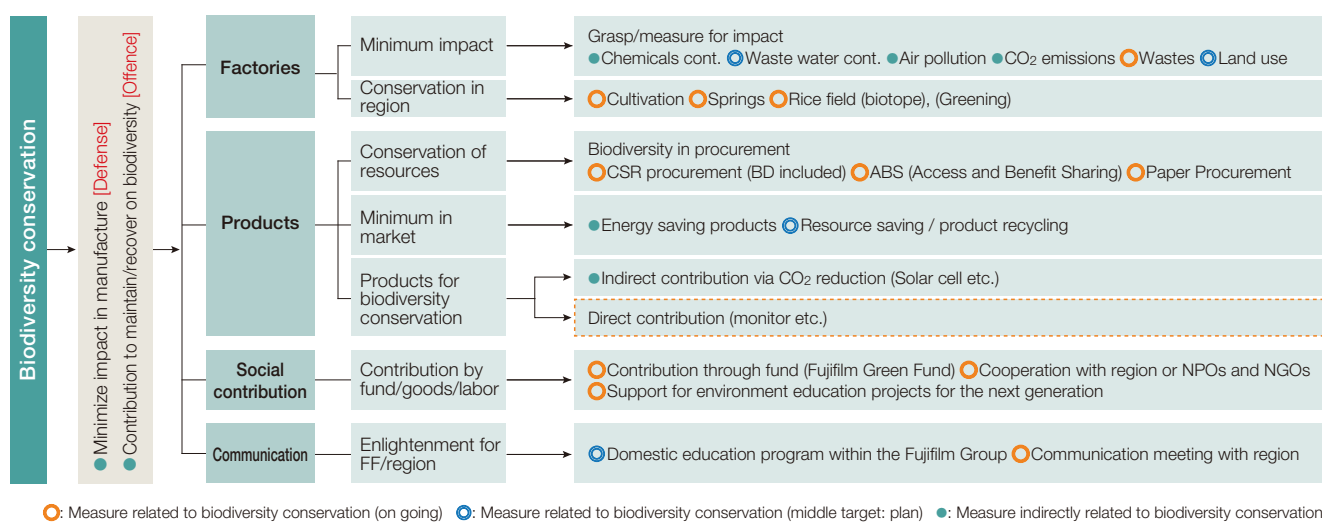 Biodiversity conservation
● Minimize impact in manufacture [Defense]
● Contribution to maintain/recover on biodiversity [Offence]
Factories
Minimum impact
Grasp/measure for impact
●Chemicals cont. ◎Waste water cont. ●Air pollution ●CO₂ emissions ○Wastes ◎Land use
Conservation in
region
○Cultivation ○Springs ○Rice field (biotope), (Greening)
Products
Conservation of
resources
Biodiversity in procurement
○CSR procurement (BD included) ○ABS (Access and Benefit Sharing) ○Paper Procurement
Minimum in
market
●Energy saving products ◎Resource saving / product recycling
Products for
biodiversity
conservation
●Indirect contribution via CO₂ reduction (Solar cell etc.)
Direct contribution (monitor etc.)
Social
contribution
Contribution by
fund/goods/labor
○Contribution through fund (Fujifilm Green Fund) ○Cooperation with region or NPOs and NGOs
○Support for environment education projects for the next generation
Communication
Enlightenment for
FF/region
◎Domestic education program within the Fujifilm Group ○Communication meeting with region
○: Measure related to biodiversity conservation (on going) ◎: Measure related to biodiversity conservation (middle target: plan) ●: Measure indirectly related to biodiversity conservation